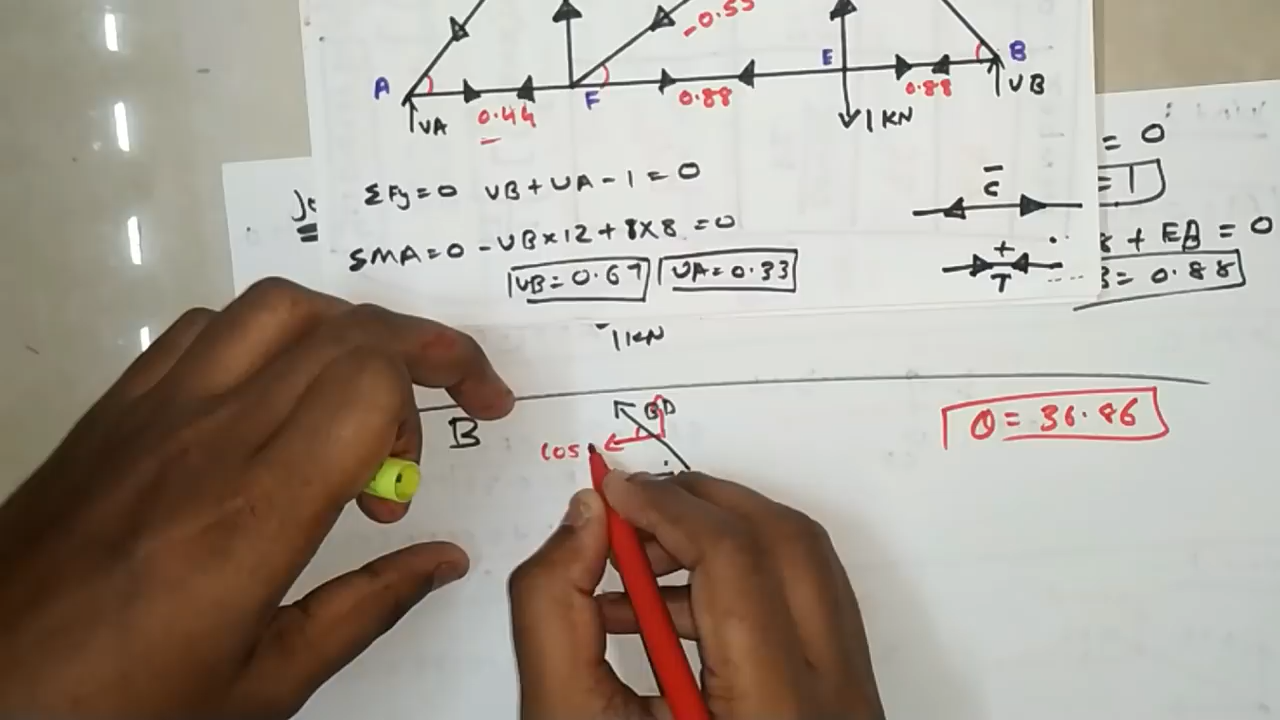 -0.55
A
0.44
F
0.88
E
0.88
B
VA
1 KN
VB
ΣFy=0 VB+VA-1=0
ΣMA=0 -VB×12+1×8=0
VB=0.67 VA=0.33
C
+
T
= 0
= 1
+ EB = 0
= 0.88
1KN
B
BD
cos
θ = 36.86